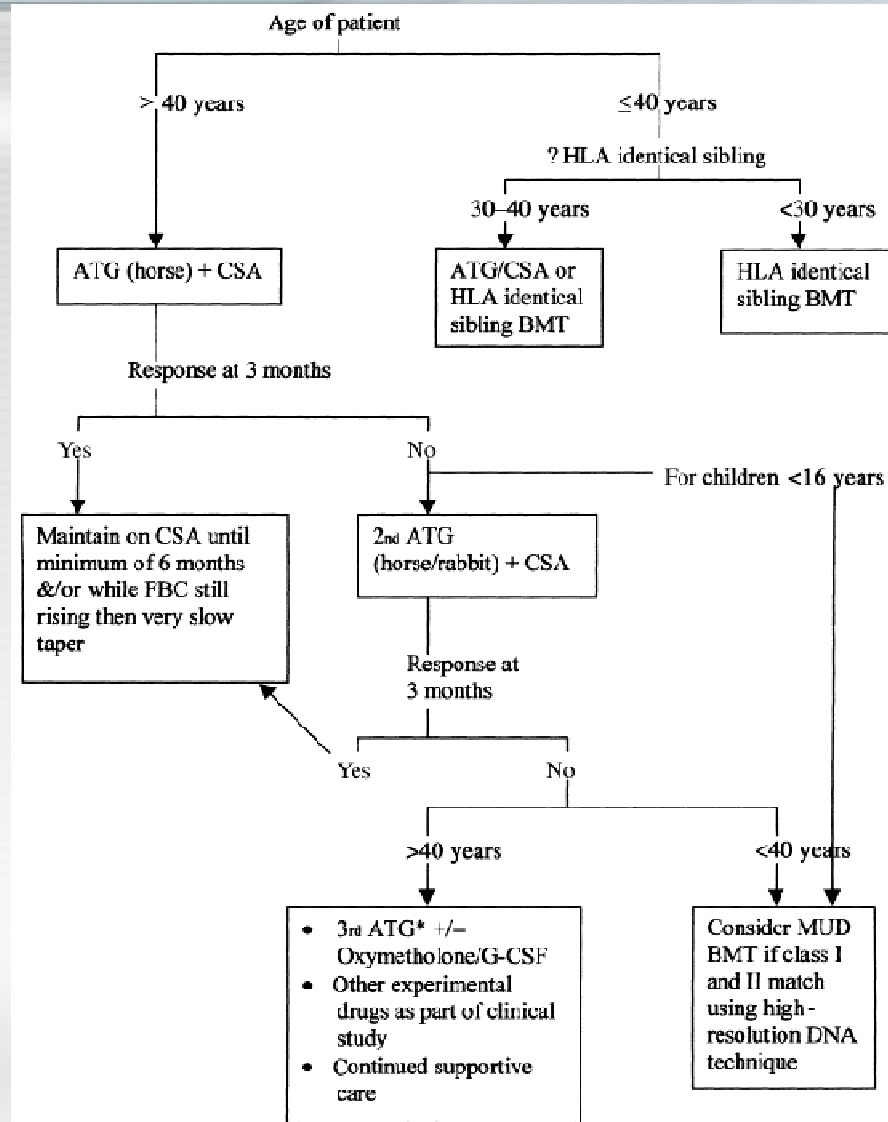 Age of patient
> 40 years
≤40 years
? HLA identical sibling
30–40 years
<30 years
ATG (horse) + CSA
ATG/CSA or
HLA identical
sibling BMT
HLA identical
sibling BMT
Response at 3 months
Yes
No
For children <16 years
Maintain on CSA until
minimum of 6 months
&/or while FBC still
rising then very slow
taper
2nd ATG
(horse/rabbit) + CSA
Response at
3 months
Yes
No
>40 years
<40 years
• 3rd ATG* +/–
Oxymetholone/G-CSF
• Other experimental
drugs as part of clinical
study
• Continued supportive
care
Consider MUD
BMT if class I
and II match
using high-
resolution DNA
technique